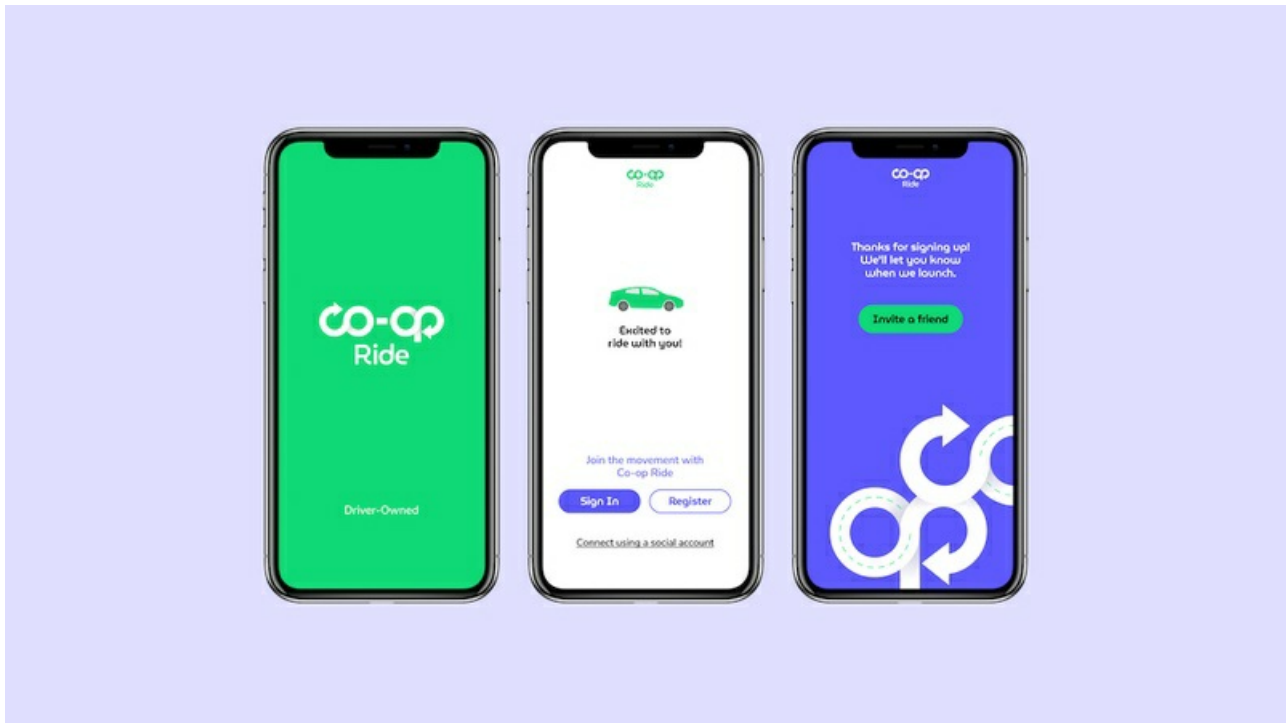 co-op
Ride
Driver-Owned
co-op
Ride
Excited to
ride with you!
Join the movement with
Co-op Ride
Sign In
Register
Connect using a social account
co-op
Ride
Thanks for signing up!
We'll let you know
when we launch.
Invite a friend
co
op